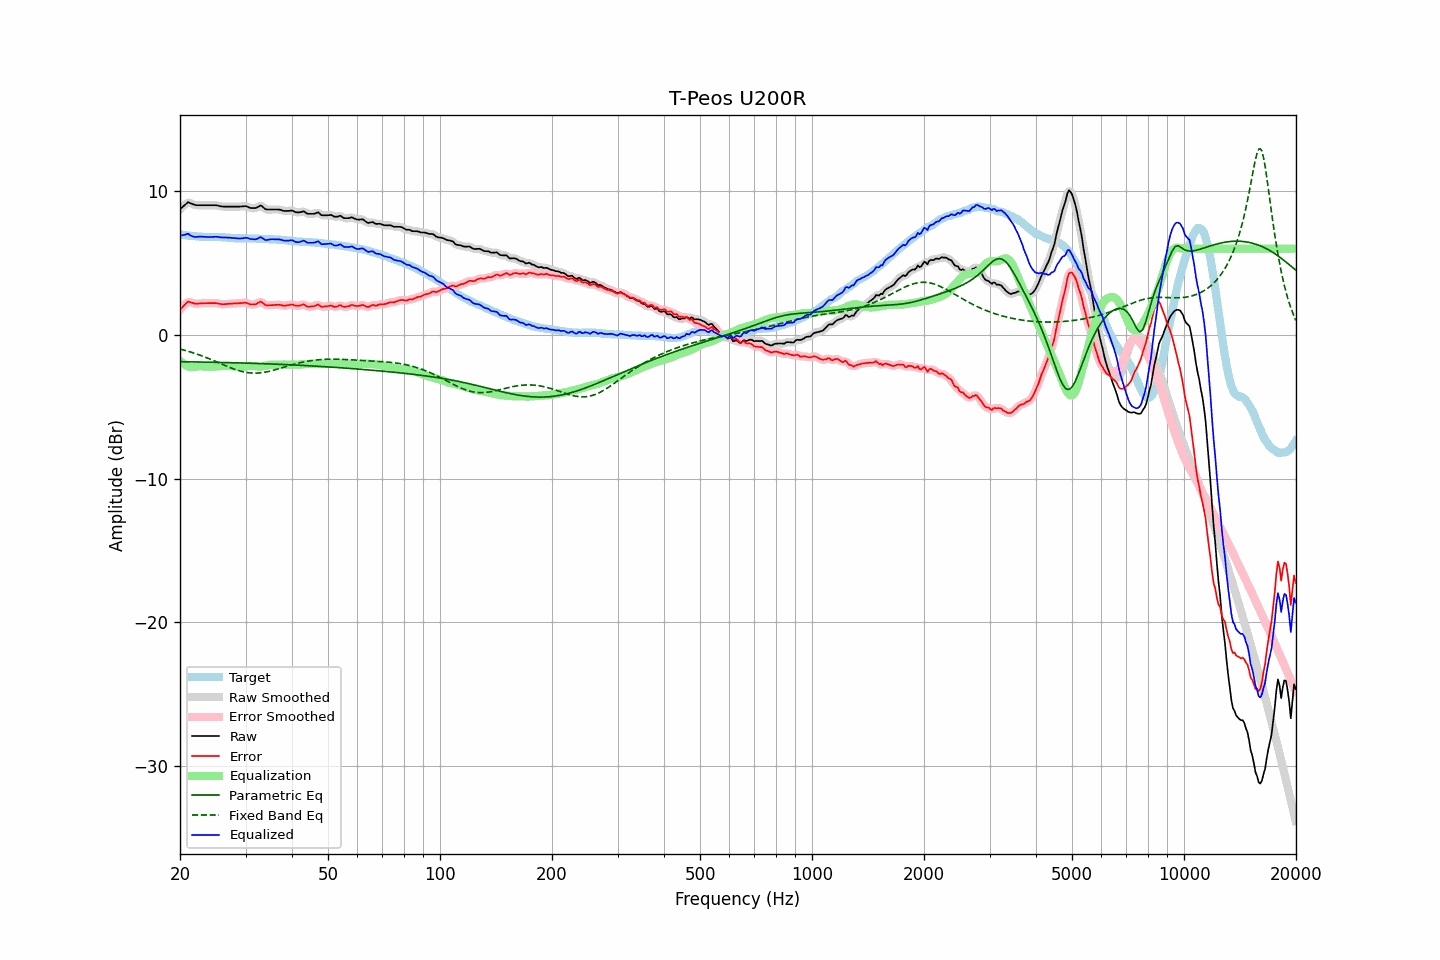 T-Peos U200R
10
0
−10
−20
−30
Amplitude (dBr)
Target
Raw Smoothed
Error Smoothed
Raw
Error
Equalization
Parametric Eq
Fixed Band Eq
Equalized
20
50
100
200
500
1000
2000
5000
10000
20000
Frequency (Hz)